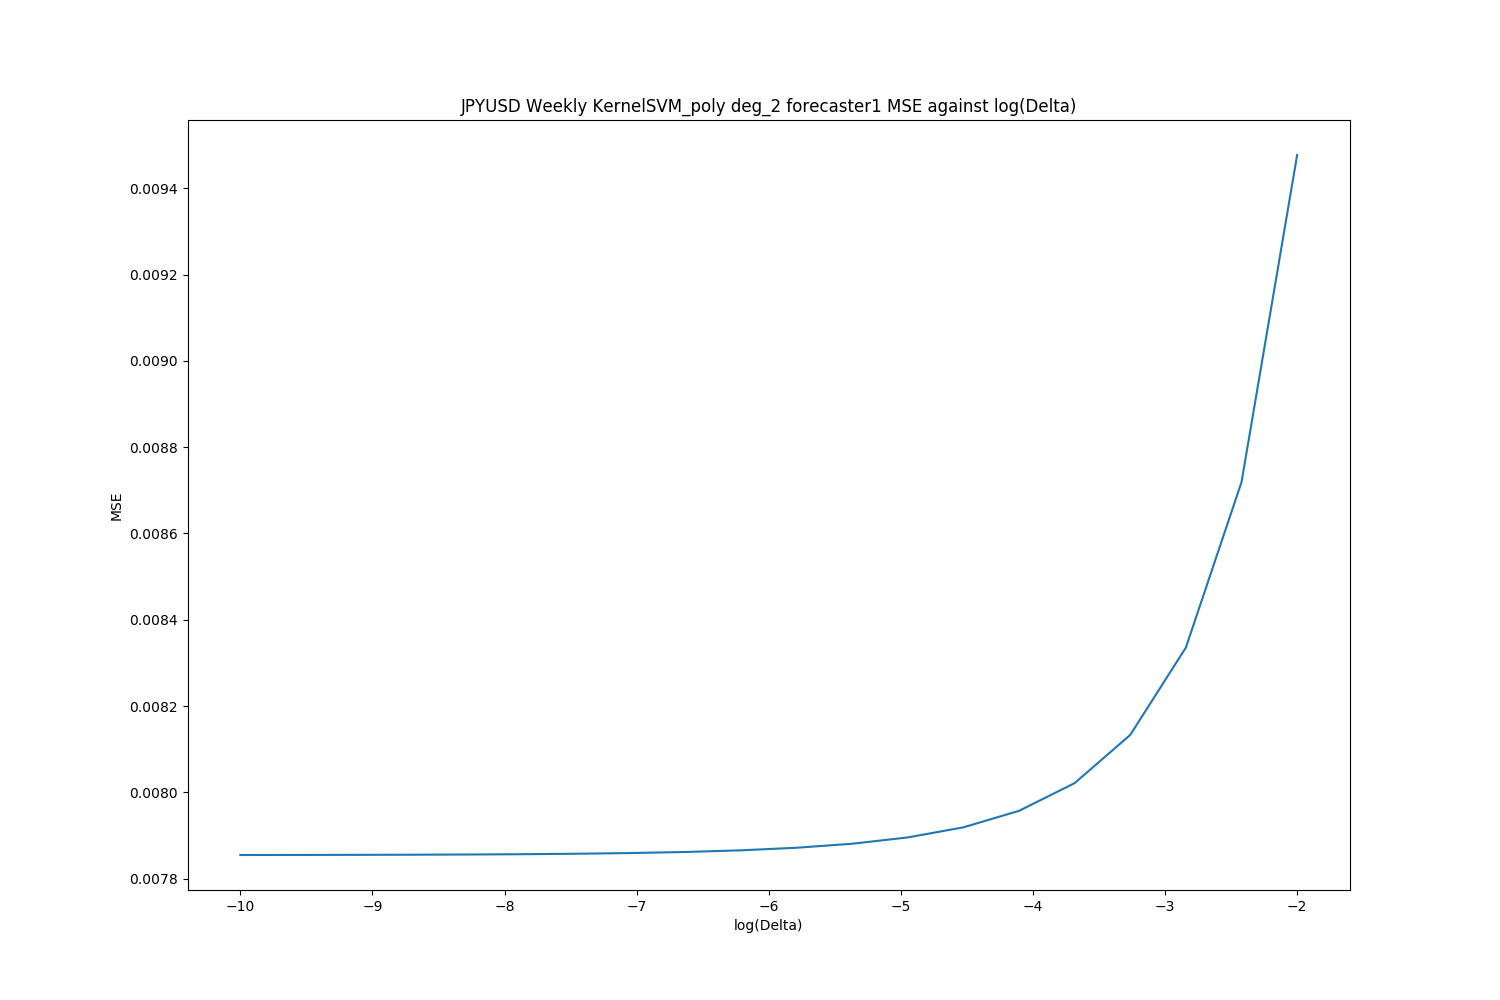 JPYUSD Weekly KernelSVM_poly deg_2 forecaster1 MSE against log(Delta)
0.0094
0.0092
0.0090
0.0088
0.0086
0.0084
0.0082
0.0080
0.0078
MSE
−10 −9 −8 −7 −6 −5 −4 −3 −2
log(Delta)